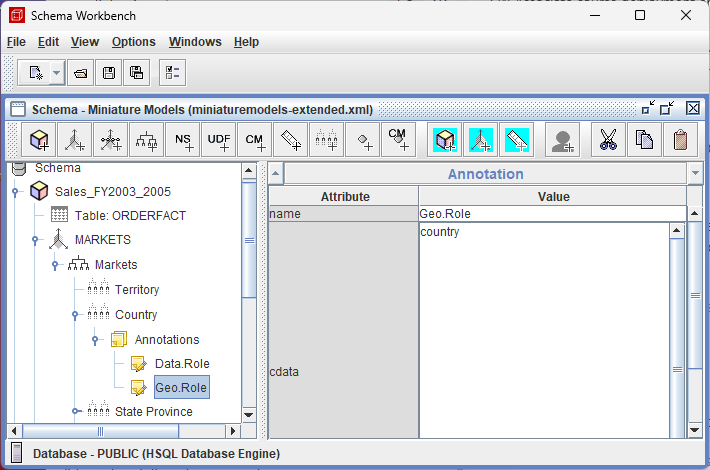 Schema Workbench
File Edit View Options Windows Help
Schema - Miniature Models (miniaturemodels-extended.xml)
NS UDF CM CM
Schema
Sales_FY2003_2005
Table: ORDERFACT
MARKETS
Markets
Territory
Country
Annotations
Data.Role
Geo.Role
State Province
Annotation
Attribute Value
name Geo.Role
cdata country
Database - PUBLIC (HSQL Database Engine)